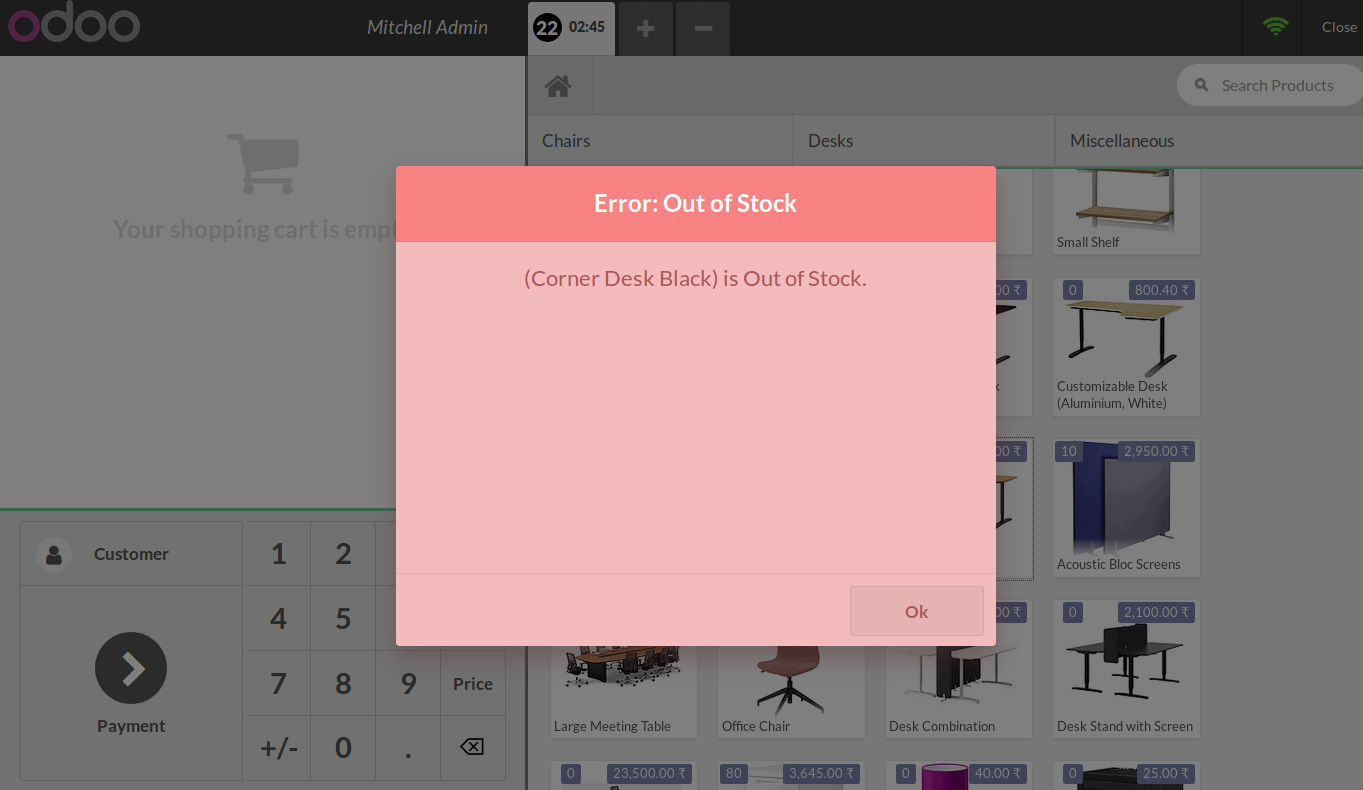 odoo
Mitchell Admin
22 02:45
+
−
Close
Search Products
Chairs
Desks
Miscellaneous
Your shopping cart is
Error: Out of Stock
(Corner Desk Black) is Out of Stock.
Ok
Small Shelf
0 800.40 ₹
Customizable Desk
(Aluminium, White)
10 2,950.00 ₹
Acoustic Bloc Screens
0 2,100.00 ₹
Large Meeting Table
Office Chair
Desk Combination
Desk Stand with Screen
0 23,500.00 ₹
80 3,645.00 ₹
0 40.00 ₹
0 25.00 ₹
Customer
Payment
1 2
4 5
7 8 9 Price
+/- 0 .